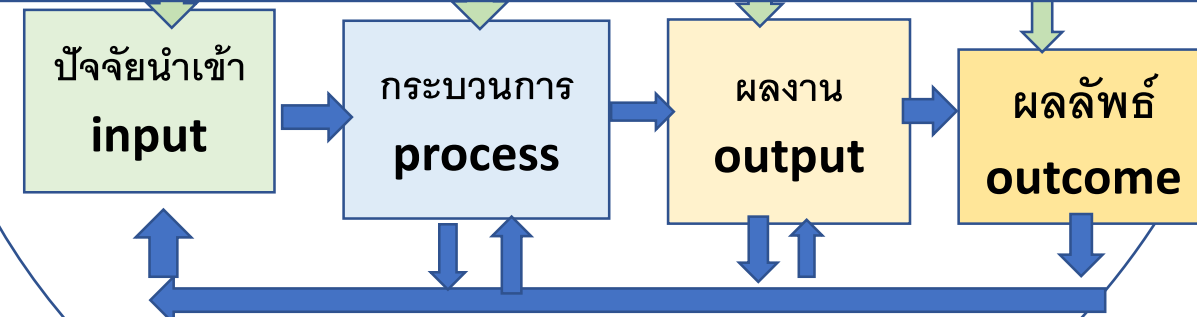 ปัจจัยนำเข้า
input
กระบวนการ
process
ผลงาน
output
ผลลัพธ์
outcome